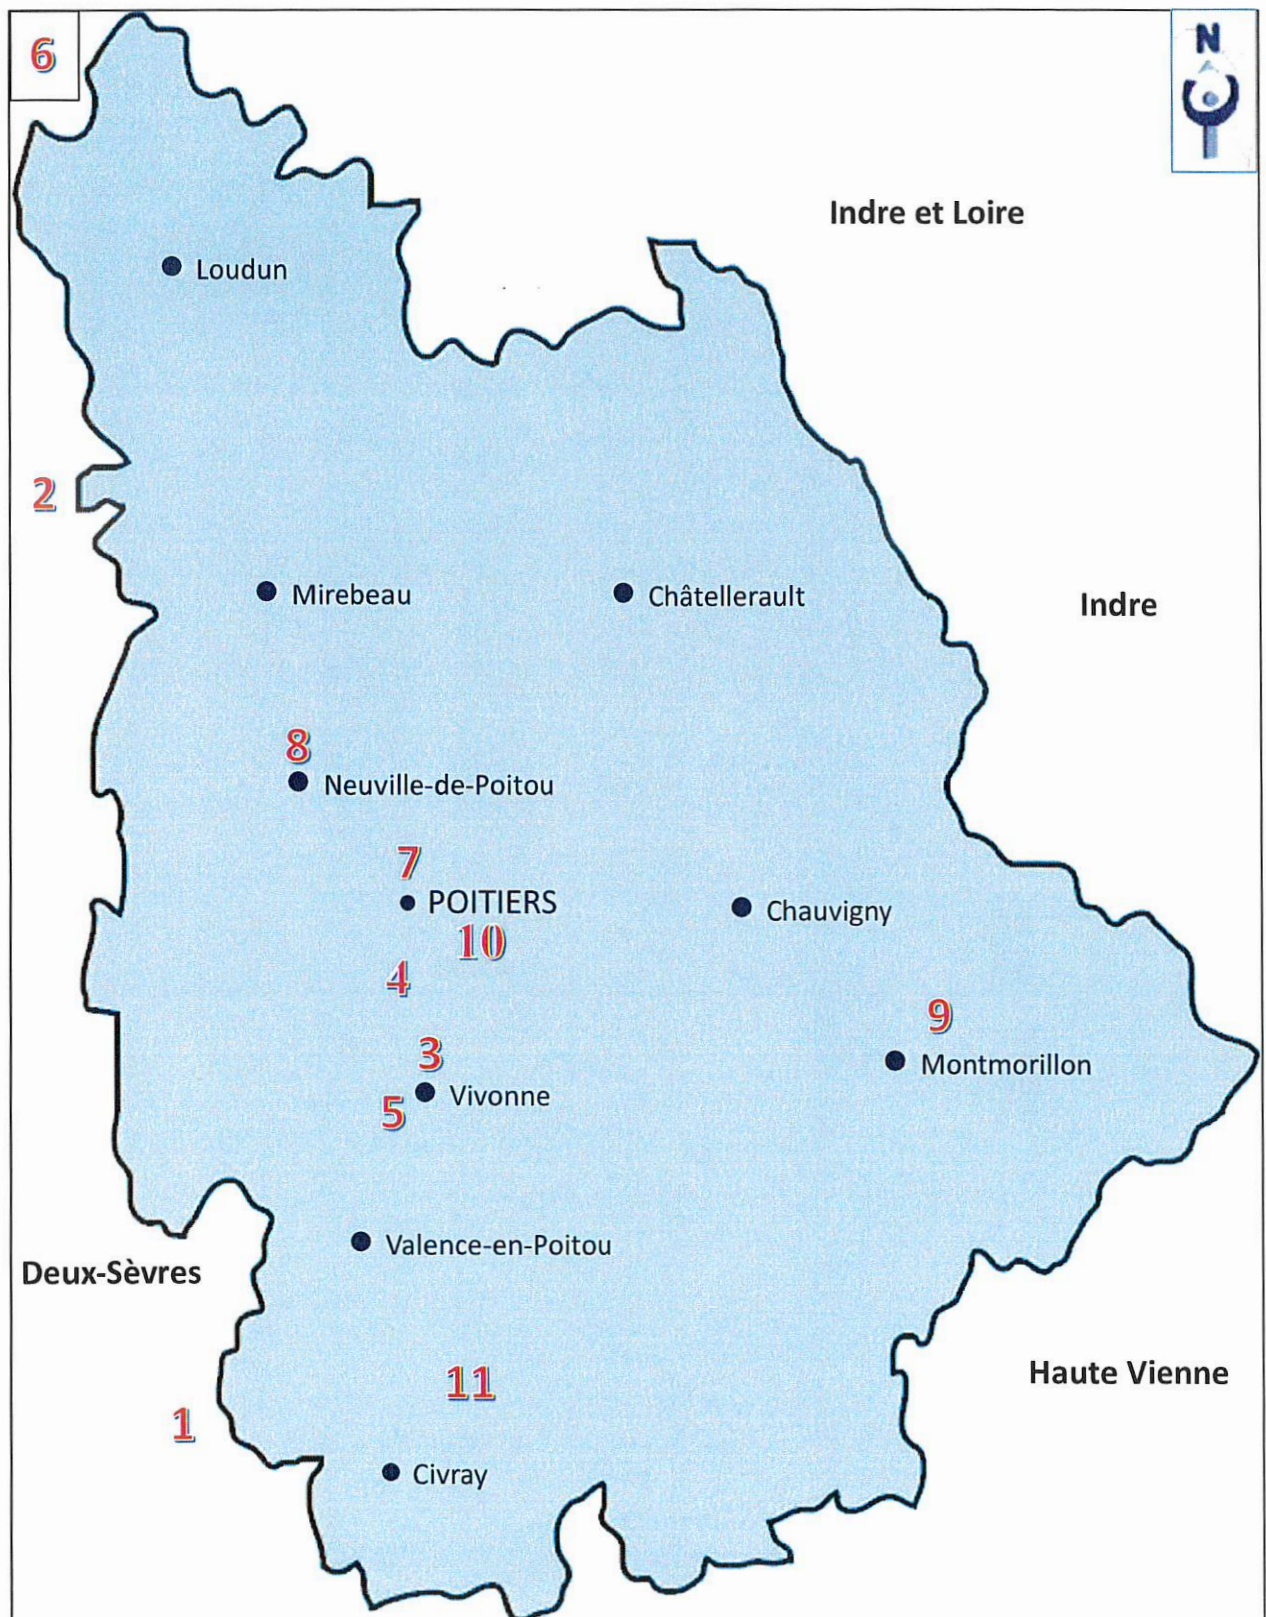 6
N
Indre et Loire
Loudun
2
Mirebeau
Châtellerault
Indre
8
Neuville-de-Poitou
7
POITIERS
Chauvigny
10
4
9
3
Montmorillon
5
Vivonne
Valence-en-Poitou
Deux-Sèvres
11
Haute Vienne
1
Civray